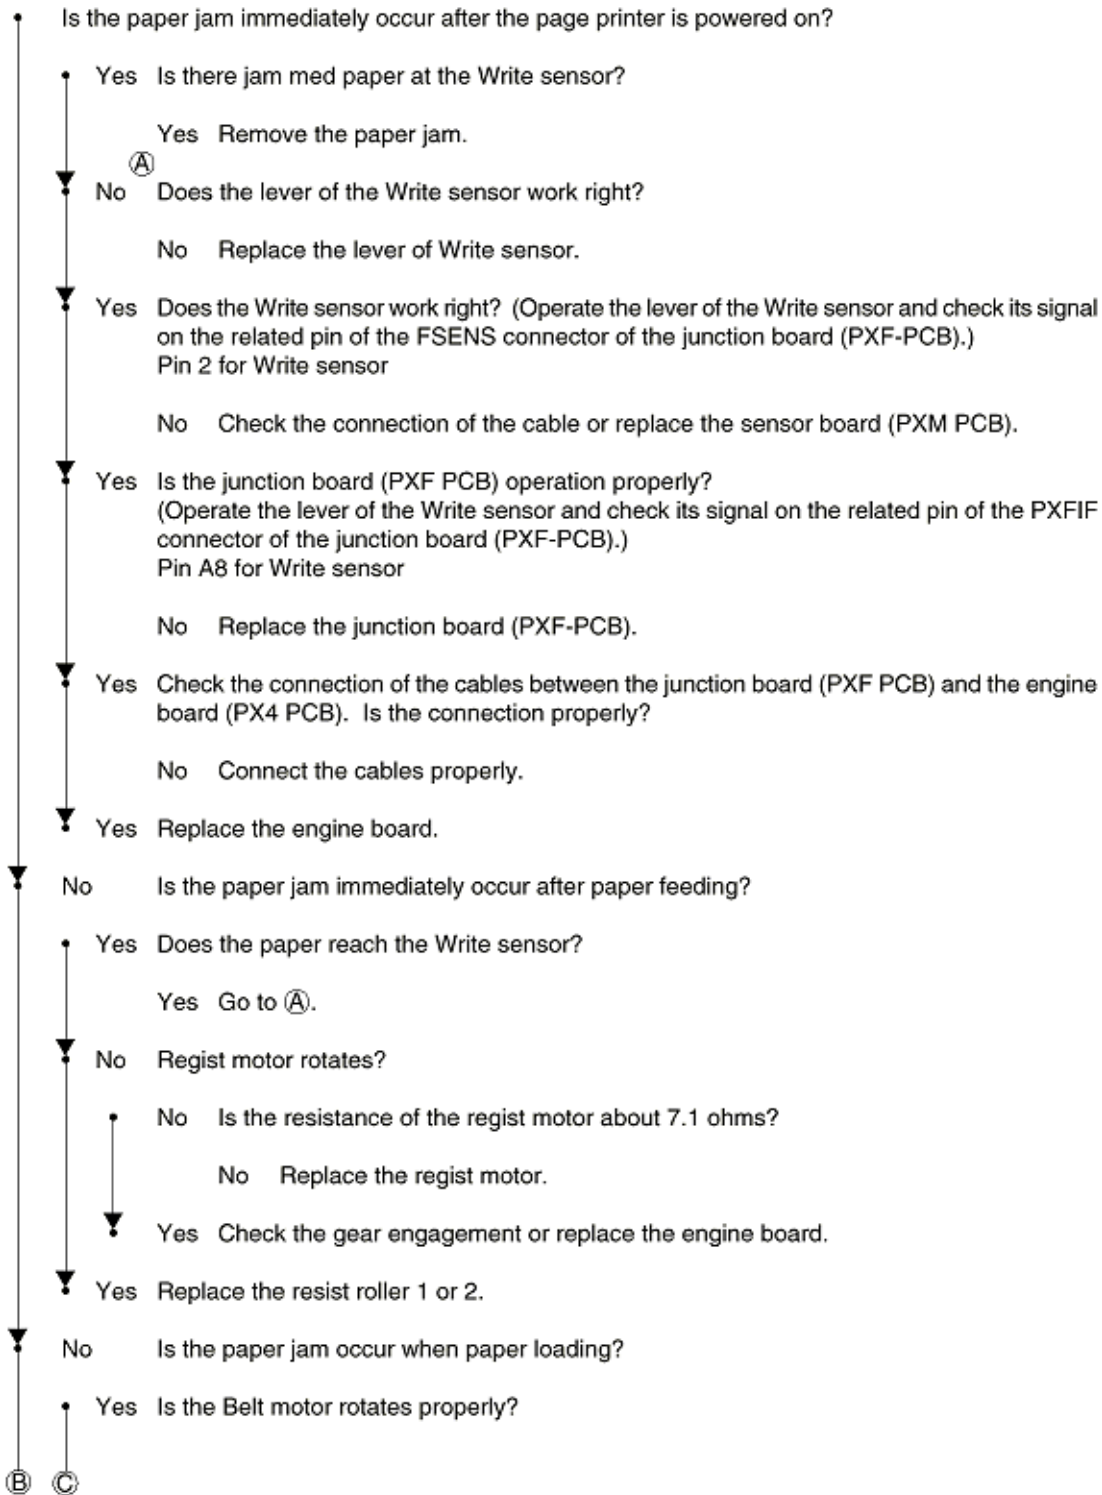 Is the paper jam immediately occur after the page printer is powered on?
Yes Is there jam med paper at the Write sensor?
Yes Remove the paper jam.
Ⓐ
No Does the lever of the Write sensor work right?
No Replace the lever of Write sensor.
Yes Does the Write sensor work right? (Operate the lever of the Write sensor and check its signal
on the related pin of the FSENS connector of the junction board (PXF-PCB).)
Pin 2 for Write sensor
No Check the connection of the cable or replace the sensor board (PXM PCB).
Yes Is the junction board (PXF PCB) operation properly?
(Operate the lever of the Write sensor and check its signal on the related pin of the PXFIF
connector of the junction board (PXF-PCB).)
Pin A8 for Write sensor
No Replace the junction board (PXF-PCB).
Yes Check the connection of the cables between the junction board (PXF PCB) and the engine
board (PX4 PCB). Is the connection properly?
No Connect the cables properly.
Yes Replace the engine board.
No Is the paper jam immediately occur after paper feeding?
Yes Does the paper reach the Write sensor?
Yes Go to Ⓐ.
No Regist motor rotates?
No Is the resistance of the regist motor about 7.1 ohms?
No Replace the regist motor.
Yes Check the gear engagement or replace the engine board.
Yes Replace the resist roller 1 or 2.
No Is the paper jam occur when paper loading?
Yes Is the Belt motor rotates properly?
Ⓑ Ⓒ